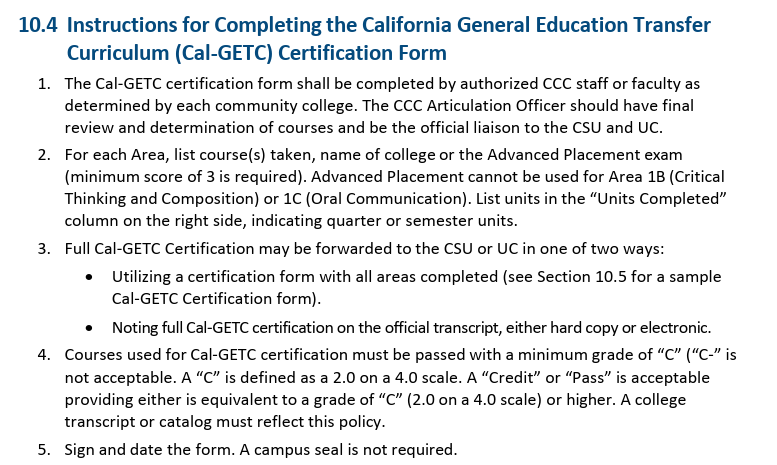 10.4 Instructions for Completing the California General Education Transfer
Curriculum (Cal-GETC) Certification Form
1. The Cal-GETC certification form shall be completed by authorized CCC staff or faculty as
determined by each community college. The CCC Articulation Officer should have final
review and determination of courses and be the official liaison to the CSU and UC.
2. For each Area, list course(s) taken, name of college or the Advanced Placement exam
(minimum score of 3 is required). Advanced Placement cannot be used for Area 1B (Critical
Thinking and Composition) or 1C (Oral Communication). List units in the “Units Completed”
column on the right side, indicating quarter or semester units.
3. Full Cal-GETC Certification may be forwarded to the CSU or UC in one of two ways:
• Utilizing a certification form with all areas completed (see Section 10.5 for a sample
Cal-GETC Certification form).
• Noting full Cal-GETC certification on the official transcript, either hard copy or electronic.
4. Courses used for Cal-GETC certification must be passed with a minimum grade of “C” (“C-” is
not acceptable. A “C” is defined as a 2.0 on a 4.0 scale. A “Credit” or “Pass” is acceptable
providing either is equivalent to a grade of “C” (2.0 on a 4.0 scale) or higher. A college
transcript or catalog must reflect this policy.
5. Sign and date the form. A campus seal is not required.